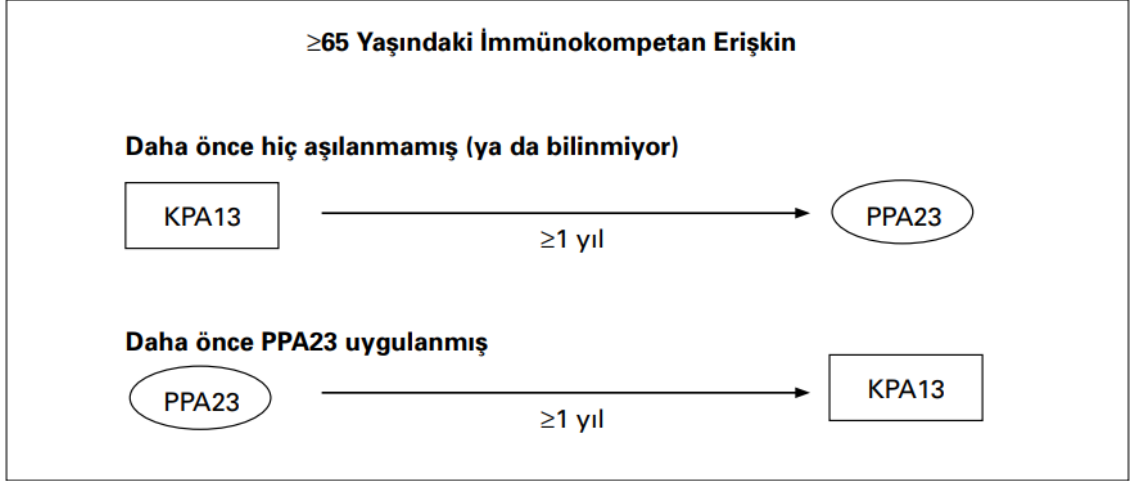 ≥65 Yaşındaki İmmünokompetan Erişkin
Daha önce hiç aşılanmamış (ya da bilinmiyor)
KPA13
≥1 yıl
PPA23
Daha önce PPA23 uygulanmış
PPA23
≥1 yıl
KPA13